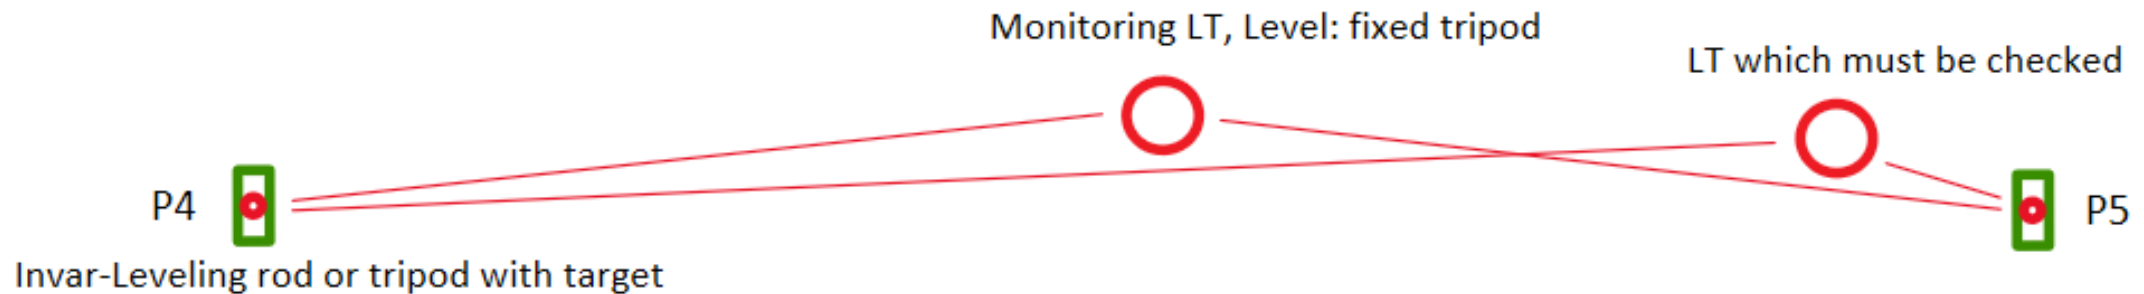 Monitoring LT, Level: fixed tripod
LT which must be checked
P4
P5
Invar-Leveling rod or tripod with target